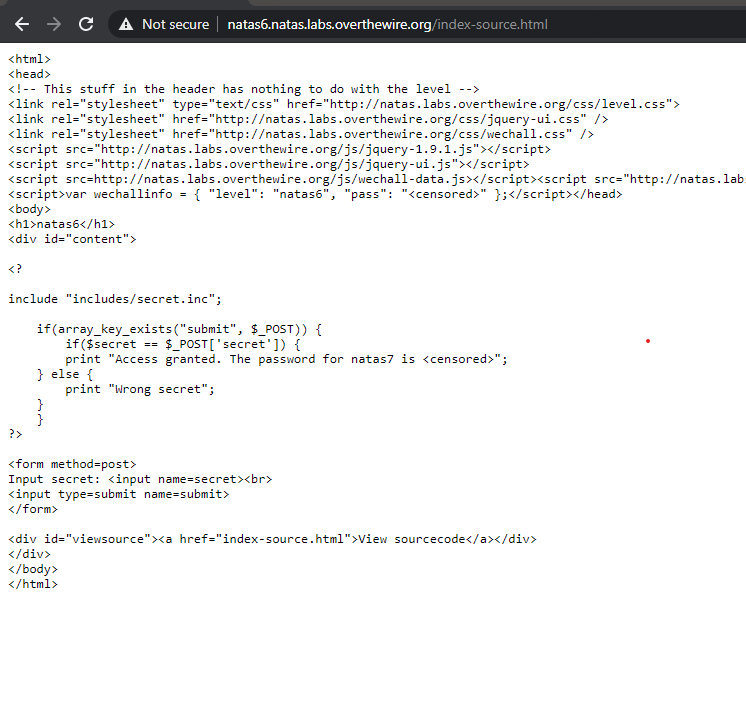 Not secure | natas6.natas.labs.overthewire.org/index-source.html
<html>
<head>
<!-- This stuff in the header has nothing to do with the level -->
<link rel="stylesheet" type="text/css" href="http://natas.labs.overthewire.org/css/level.css">
<link rel="stylesheet" href="http://natas.labs.overthewire.org/css/jquery-ui.css" />
<link rel="stylesheet" href="http://natas.labs.overthewire.org/css/wechall.css" />
<script src="http://natas.labs.overthewire.org/js/jquery-1.9.1.js"></script>
<script src="http://natas.labs.overthewire.org/js/jquery-ui.js"></script>
<script src=http://natas.labs.overthewire.org/js/wechall-data.js></script><script src="http://natas.lab
<script>var wechallinfo = { "level": "natas6", "pass": "<censored>" };</script></head>
<body>
<h1>natas6</h1>
<div id="content">

<?

include "includes/secret.inc";

    if(array_key_exists("submit", $_POST)) {
        if($secret == $_POST['secret']) {
        print "Access granted. The password for natas7 is <censored>";
    } else {
        print "Wrong secret";
    }
    }
?>

<form method=post>
Input secret: <input name=secret><br>
<input type=submit name=submit>
</form>

<div id="viewsource"><a href="index-source.html">View sourcecode</a></div>
</div>
</body>
</html>